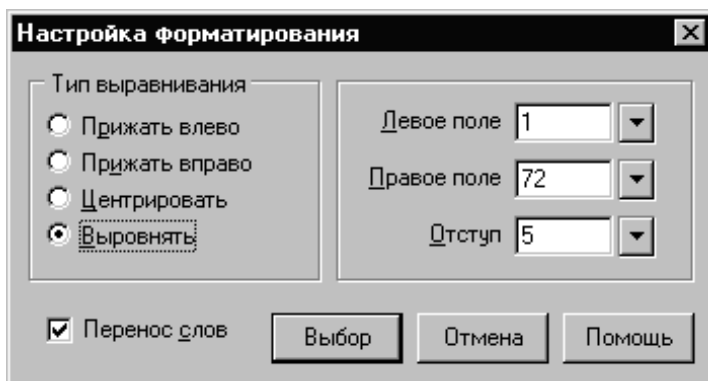 Настройка форматирования
Тип выравнивания
Прижать влево
Прижать вправо
Центрировать
Выровнять
Левое поле 1
Правое поле 72
Отступ 5
Перенос слов
Выбор Отмена Помощь